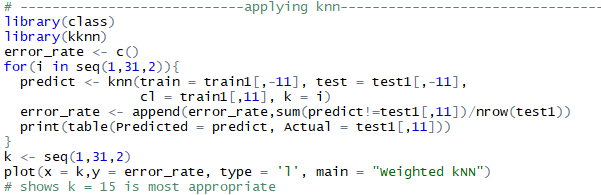 # ----------------------------applying knn---------------------------------
library(class)
library(kknn)
error_rate <- c()
for(i in seq(1,31,2)){
  predict <- knn(train = train1[,-11], test = test1[,-11],
                 cl = train1[,11], k = i)
  error_rate <- append(error_rate,sum(predict!=test1[,11])/nrow(test1))
  print(table(Predicted = predict, Actual = test1[,11]))
}
k <- seq(1,31,2)
plot(x = k,y = error_rate, type = 'l', main = "Weighted kNN")
# shows k = 15 is most appropriate